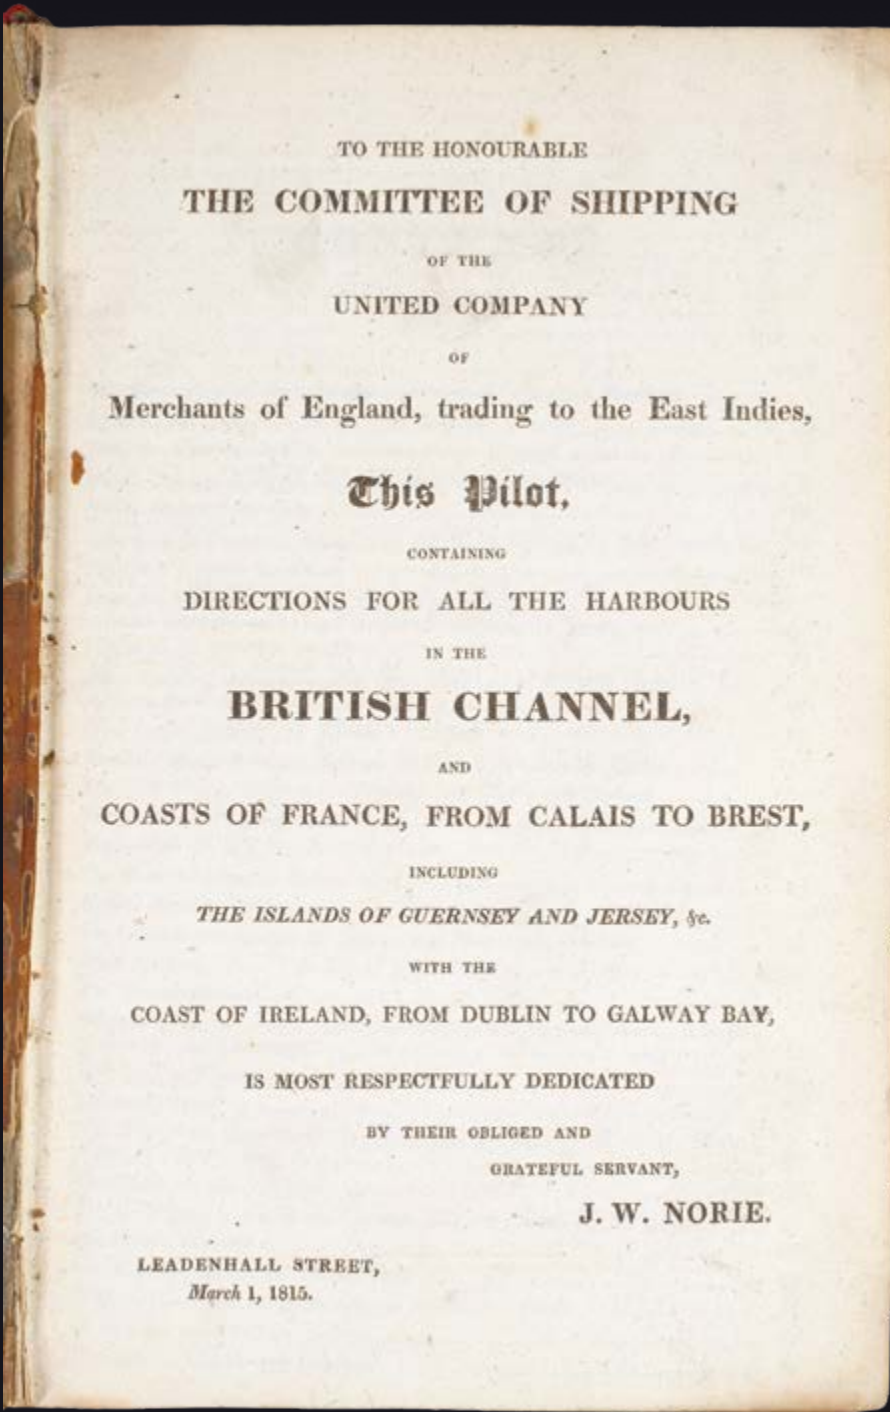 TO THE HONOURABLE
THE COMMITTEE OF SHIPPING
OF THE
UNITED COMPANY
OF
Merchants of England, trading to the East Indies,
This Pilot,
CONTAINING
DIRECTIONS FOR ALL THE HARBOURS
IN THE
BRITISH CHANNEL,
AND
COASTS OF FRANCE, FROM CALAIS TO BREST,
INCLUDING
THE ISLANDS OF GUERNSEY AND JERSEY, &c.
WITH THE
COAST OF IRELAND, FROM DUBLIN TO GALWAY BAY,
IS MOST RESPECTFULLY DEDICATED
BY THEIR OBLIGED AND
GRATEFUL SERVANT,
J. W. NORIE.
LEADENHALL STREET,
March 1, 1815.